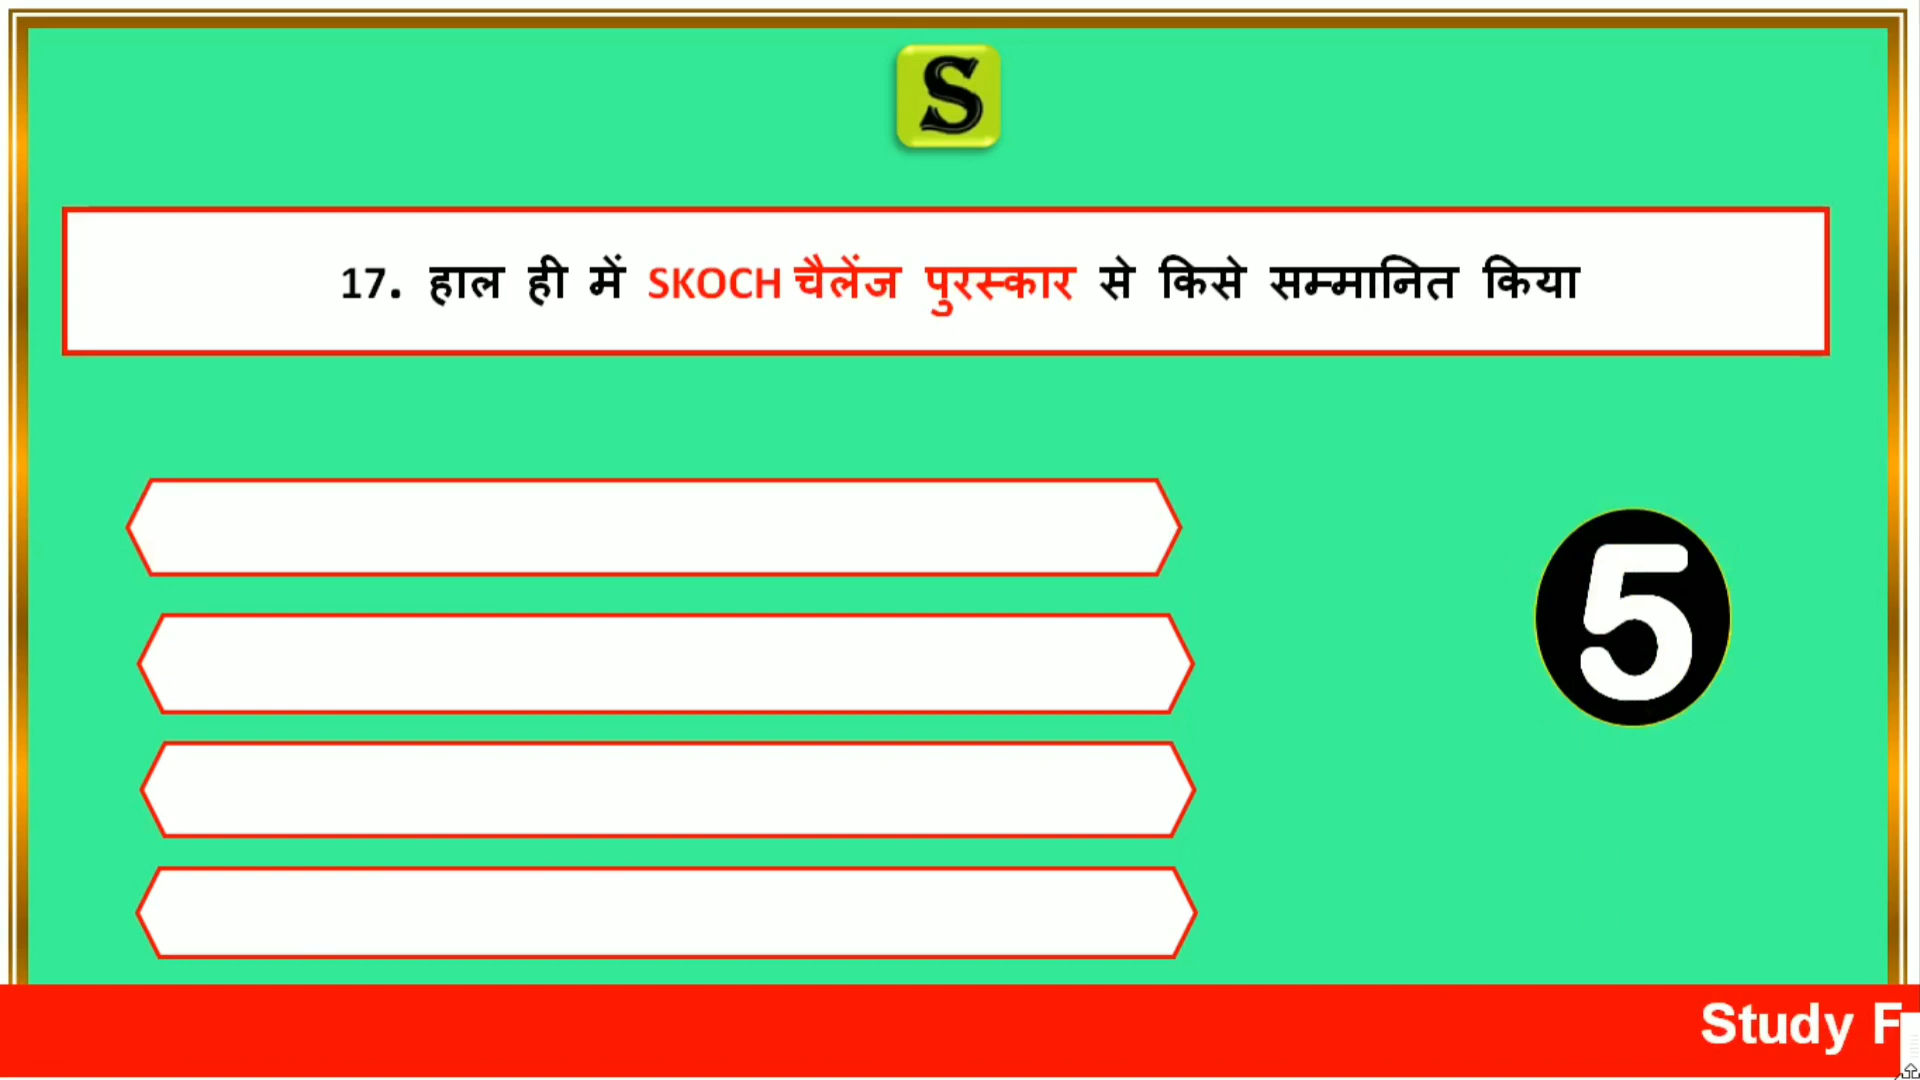 S
17. हाल ही में SKOCH चैलेंज पुरस्कार से किसे सम्मानित किया
5
Study F